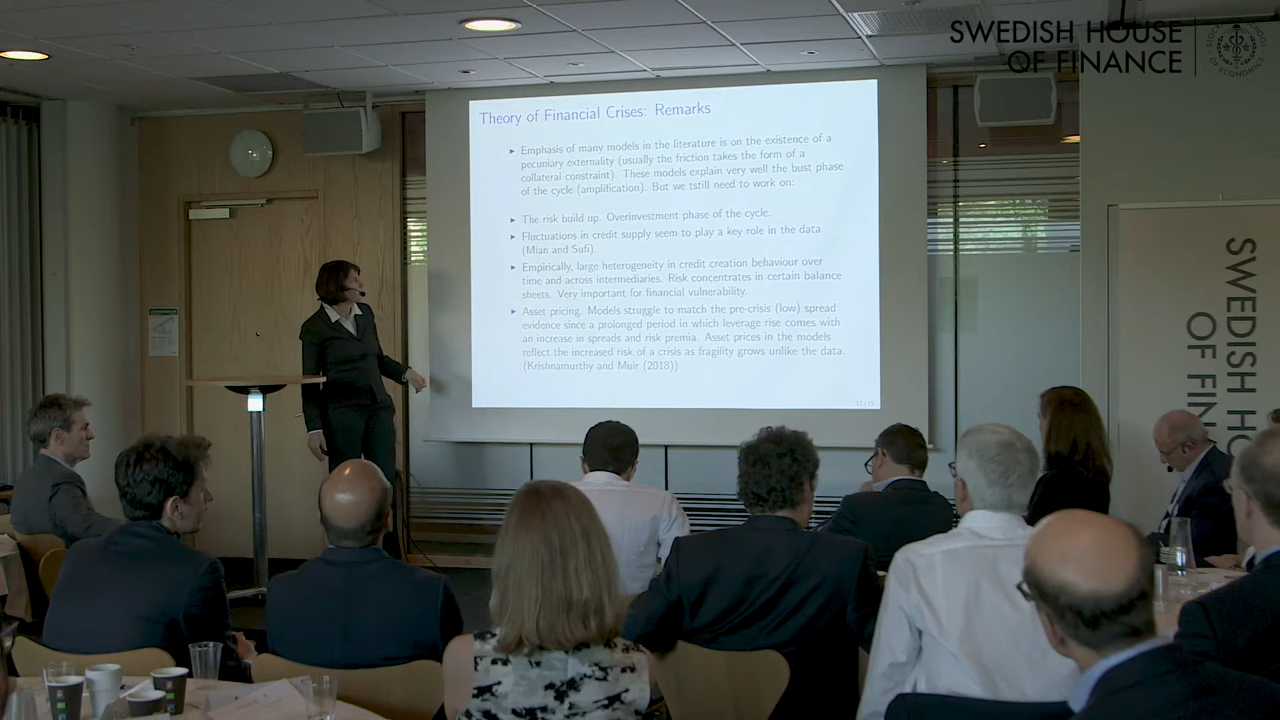 SWEDISH HOUSE
OF FINANCE
Theory of Financial Crises: Remarks
▸ Emphasis of many models in the literature is on the existence of a
pecuniary externality (usually the friction takes the form of a
collateral constraint). These models explain very well the bust phase
of the cycle (amplification). But we tstill need to work on:
▸ The risk build up. Overinvestment phase of the cycle.
▸ Fluctuations in credit supply seem to play a key role in the data
(Mian and Sufi).
▸ Empirically, large heterogeneity in credit creation behaviour over
time and across intermediaries. Risk concentrates in certain balance
sheets. Very important for financial vulnerability.
▸ Asset pricing. Models struggle to match the pre-crisis (low) spread
evidence since a prolonged period in which leverage rise comes with
an increase in spreads and risk premia. Asset prices in the models
reflect the increased risk of a crisis as fragility grows unlike the data.
(Krishnamurthy and Muir (2018))
SWEDISH HO
OF FIN